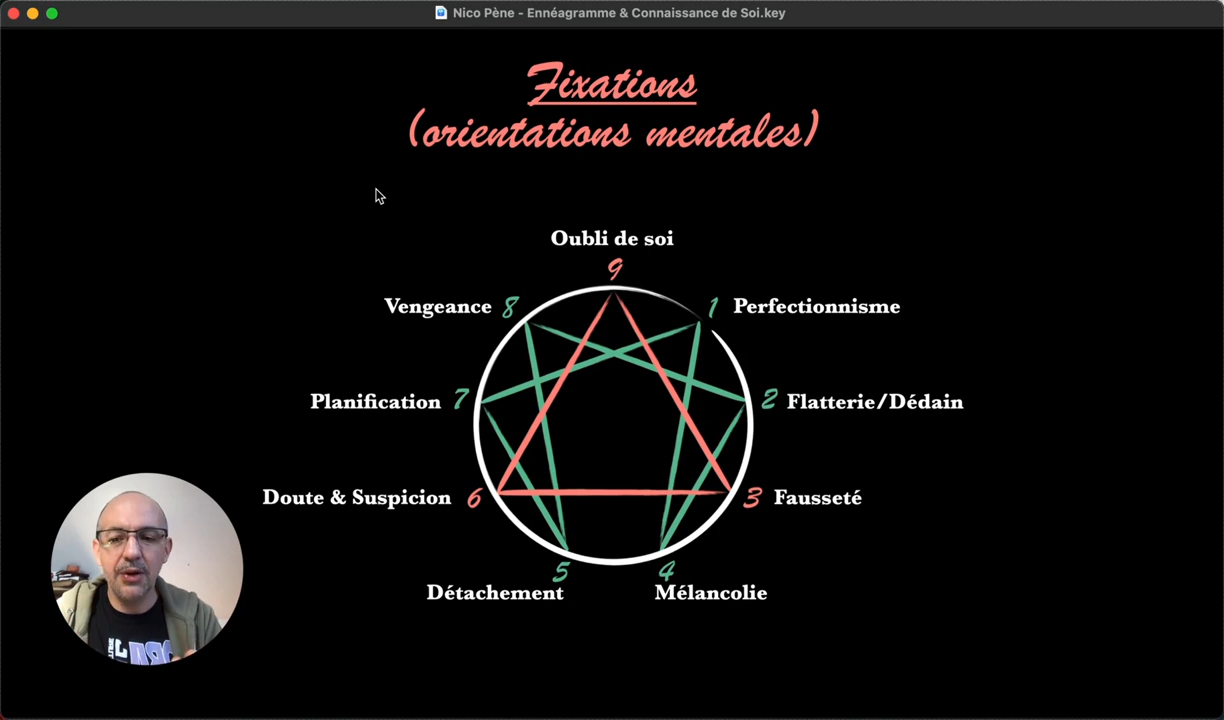 Nico Pène - Ennéagramme & Connaissance de Soi.key
Fixations
(orientations mentales)
Oubli de soi
9
Vengeance 8
1 Perfectionnisme
Planification 7
2 Flatterie/Dédain
Doute & Suspicion 6
3 Fausseté
5
4
Détachement
Mélancolie